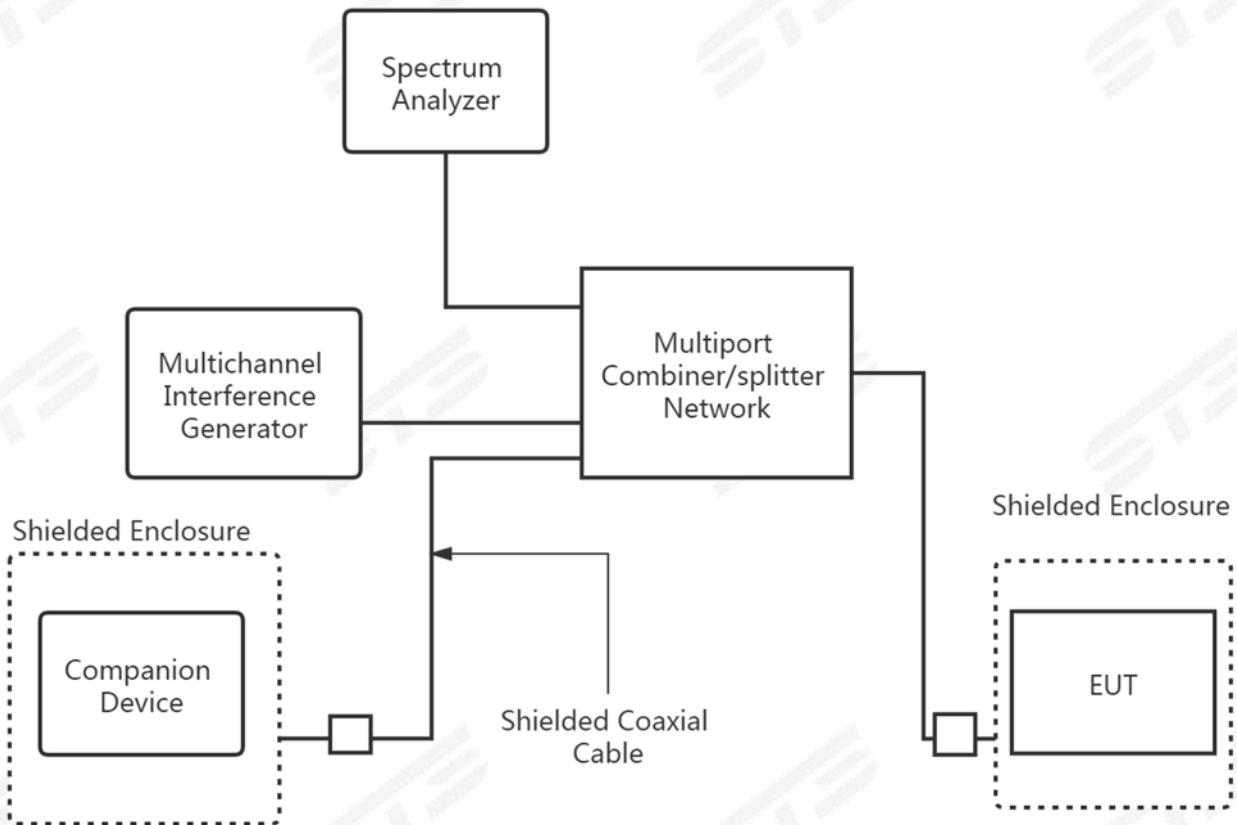 Spectrum
Analyzer
Multichannel
Interference
Generator
Multiport
Combiner/splitter
Network
Shielded Enclosure
Companion
Device
Shielded Coaxial
Cable
Shielded Enclosure
EUT